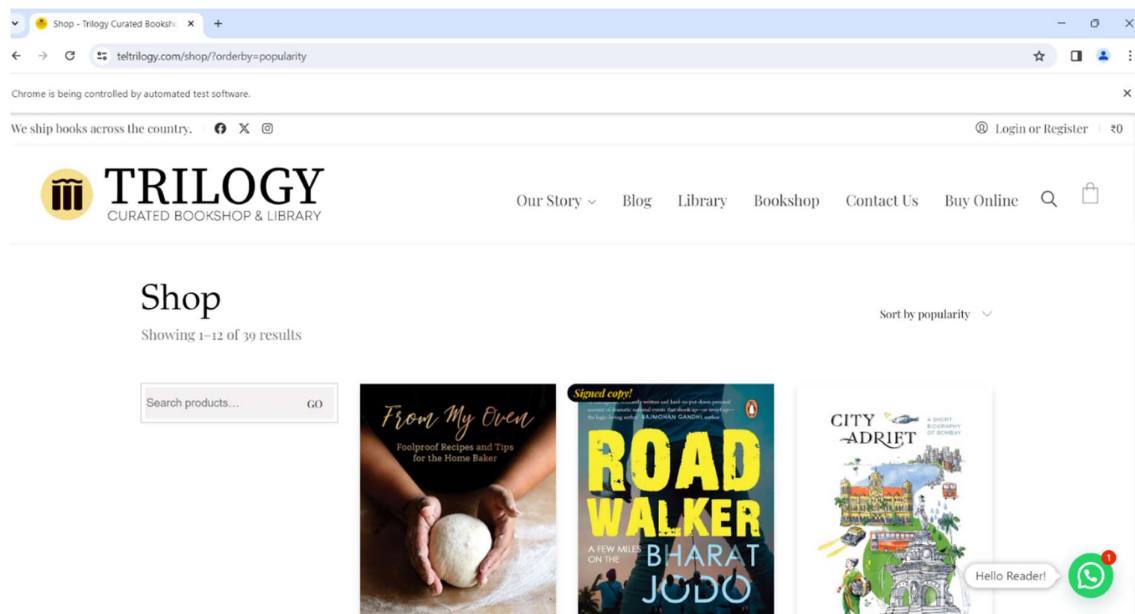 Shop - Trilogy Curated Booksho
teltrilogy.com/shop/?orderby=popularity
Chrome is being controlled by automated test software.
We ship books across the country.
Login or Register
₹0
TRILOGY
CURATED BOOKSHOP & LIBRARY
Our Story
Blog
Library
Bookshop
Contact Us
Buy Online
Shop
Showing 1–12 of 39 results
Sort by popularity
Search products...
GO
From My Oven
Foolproof Recipes and Tips
for the Home Baker
Signed copy!
RAJMOHAN GANDHI, author
ROAD
WALKER
A FEW MILES
ON THE
BHARAT
JODO
CITY
ADRIFT
A SHORT
BIOGRAPHY
OF BOMBAY
Hello Reader!
1